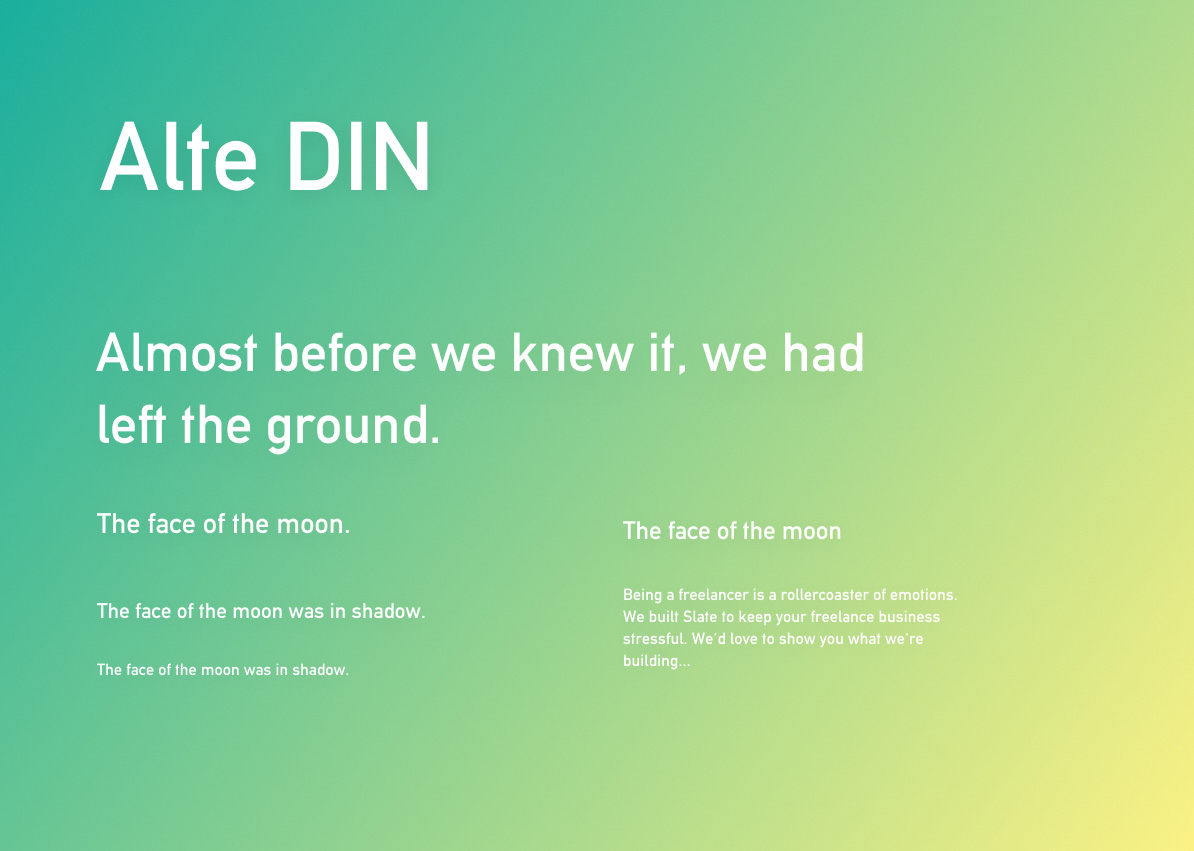 Alte DIN
Almost before we knew it, we had
left the ground.
The face of the moon.
The face of the moon was in shadow.
The face of the moon was in shadow.
The face of the moon
Being a freelancer is a rollercoaster of emotions.
We built Slate to keep your freelance business
stressful. We'd love to show you what we're
building...